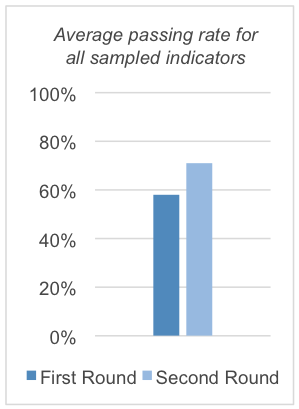 Average passing rate for
all sampled indicators
100%
80%
60%
40%
20%
0%
First Round Second Round